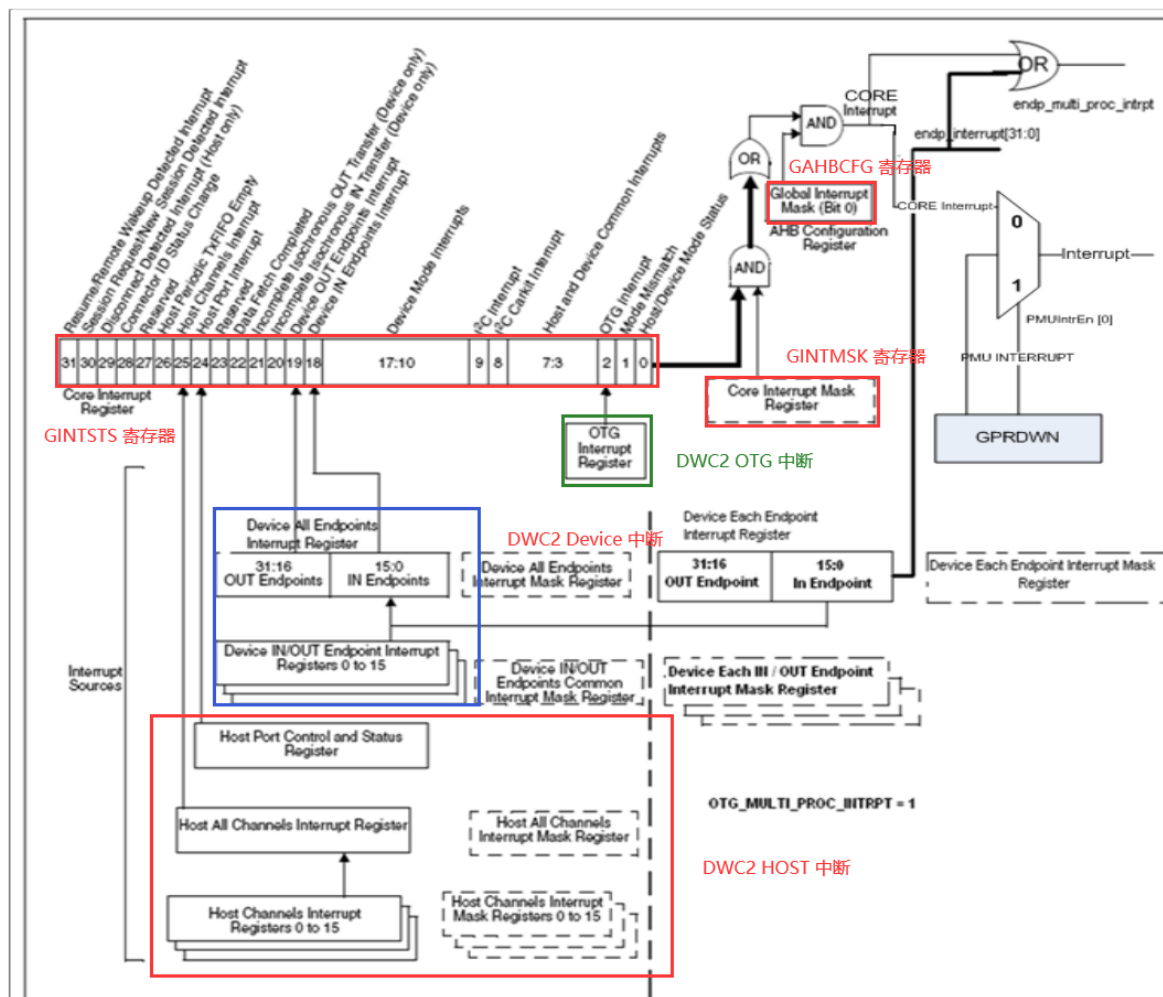 Resume/Remote Wakeup Detected Interrupt
Session Request/New Session Detected Interrupt
Disconnect Detected Interrupt (Host only)
Connector ID Status Change
Reserved
Host Periodic TxFIFO Empty
Host Channels Interrupt
Host Port Interrupt
Reserved
Data Fetch Completed
Incomplete Isochronous OUT Transfer (Device only)
Incomplete Isochronous IN Transfer (Device only)
Device OUT Endpoints Interrupt
Device IN Endpoints Interrupt
Device Mode Interrupts
I²C Interrupt
I²C Carkit Interrupt
Host and Device Common Interrupts
OTG Interrupt
Mode Mismatch
Host/Device Mode Status
31 30 29 28 27 26 25 24 23 22 21 20 19 18 17:10 9 8 7:3 2 1 0
Core Interrupt
Register
GINTSTS 寄存器
OR
endp_multi_proc_intrpt
CORE
Interrupt
AND
endp_interrupt[31:0]
OR
GAHBCFG 寄存器
Global Interrupt
Mask (Bit 0)
AHB Configuration
Register
CORE Interrupt
0
1
Interrupt
PMUIntrEn [0]
PMU INTERRUPT
GPRDWN
AND
GINTMSK 寄存器
Core Interrupt Mask
Register
OTG
Interrupt
Register
DWC2 OTG 中断
Device All Endpoints
Interrupt Register
31:16
OUT Endpoints
15:0
IN Endpoints
DWC2 Device 中断
Device All Endpoints
Interrupt Mask Register
Device Each Endpoint
Interrupt Register
31:16
OUT Endpoint
15:0
In Endpoint
Device Each Endpoint Interrupt Mask
Register
Interrupt
Sources
Device IN/OUT Endpoint Interrupt
Registers 0 to 15
Device IN/OUT
Endpoints Common
Interrupt Mask Register
Device Each IN / OUT Endpoint
Interrupt Mask Register
Host Port Control and Status
Register
OTG_MULTI_PROC_INTRPT = 1
Host All Channels Interrupt Register
Host All Channels
Interrupt Mask Register
DWC2 HOST 中断
Host Channels Interrupt
Registers 0 to 15
Host Channels Interrupt
Mask Registers 0 to 15